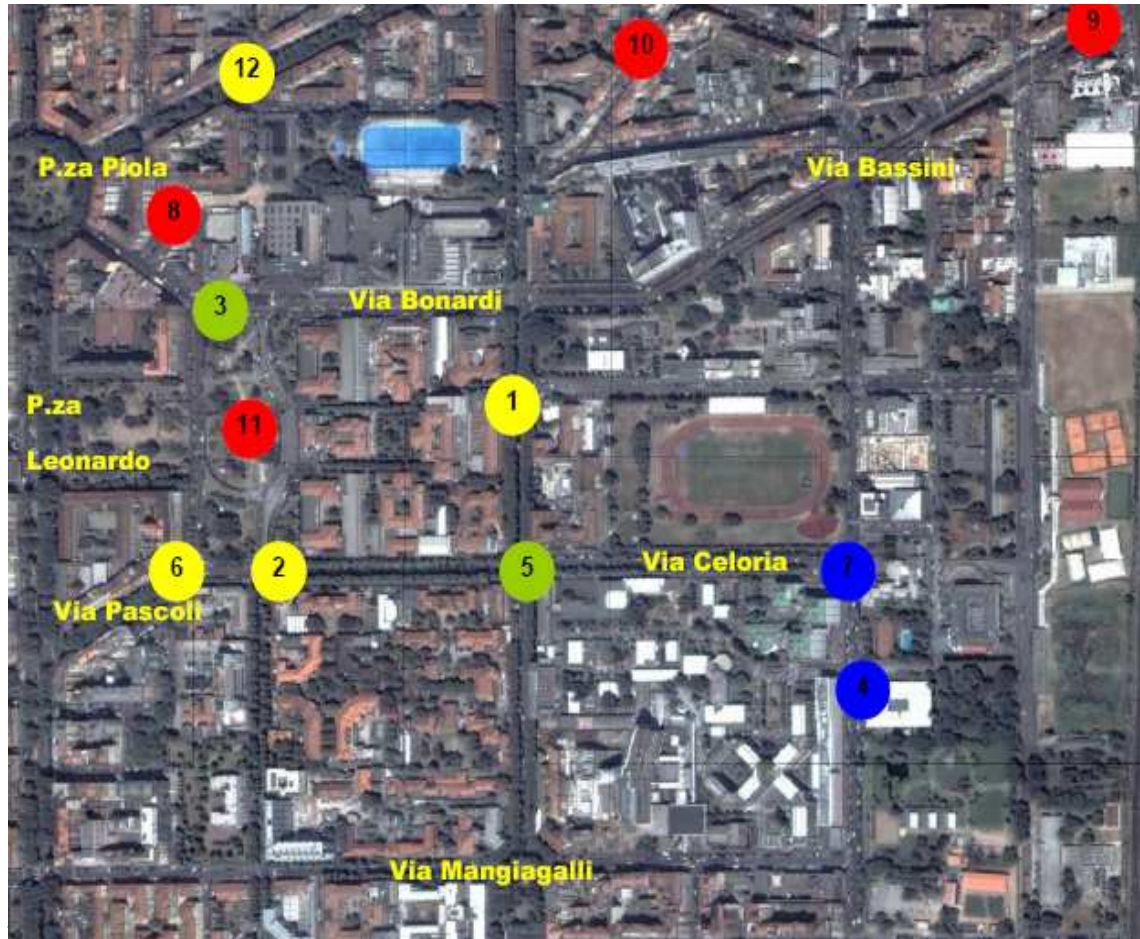 9
10
12
P.za Piola
Via Bassini
8
3
Via Bonardi
1
P.za
11
Leonardo
6
2
5
Via Celoria
7
Via Pascoli
4
Via Mangiagalli